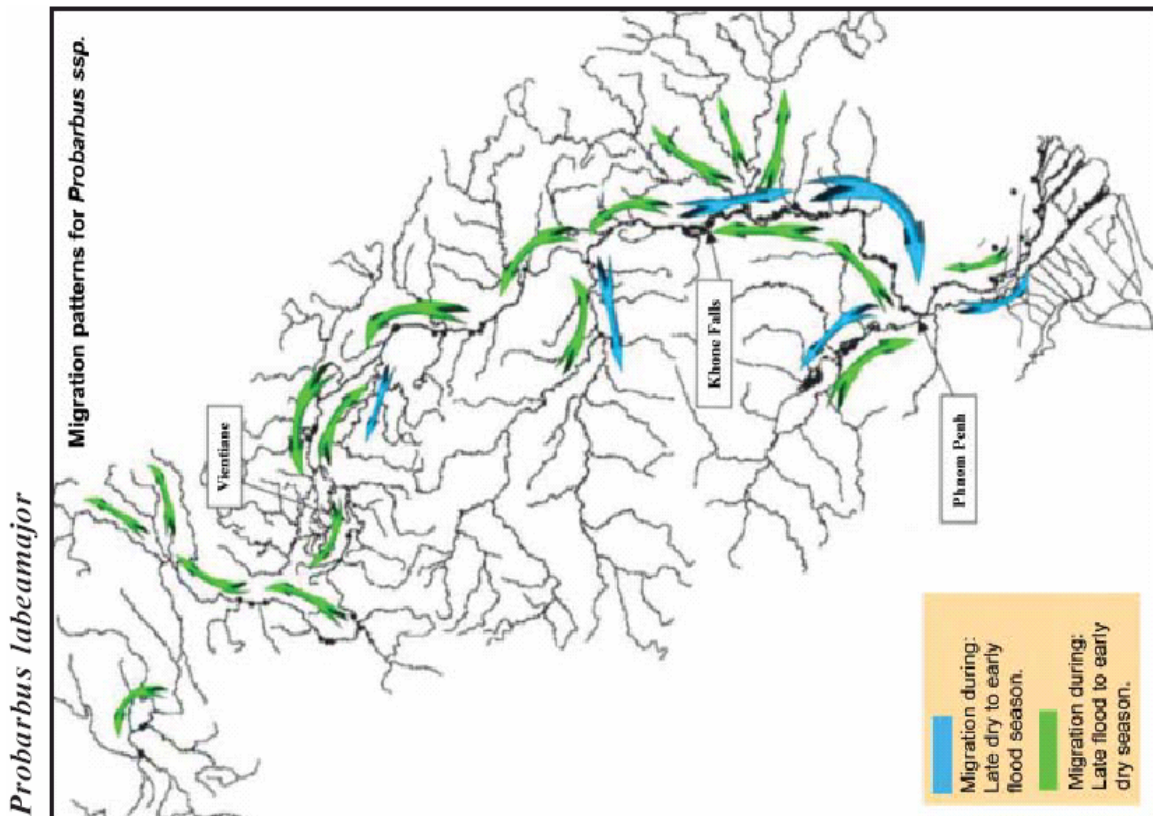 Probarbus labeamajor
Migration patterns for Probarbus ssp.
Vientiane
Khone Falls
Phnom Penh
Migration during:
Late dry to early
flood season.
Migration during:
Late flood to early
dry season.